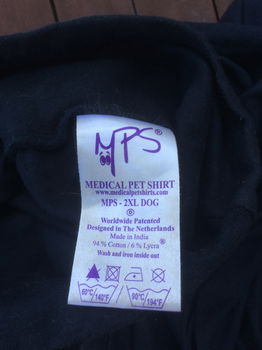 MPS
MEDICAL PET SHIRT
www.medicalpetshirts.com
MPS - 2XL DOG
®
Worldwide Patented
Designed in The Netherlands
Made in India
94 % Cotton / 6 % Lycra®
Wash and iron inside out
60°C 140°F
90°C 194°F